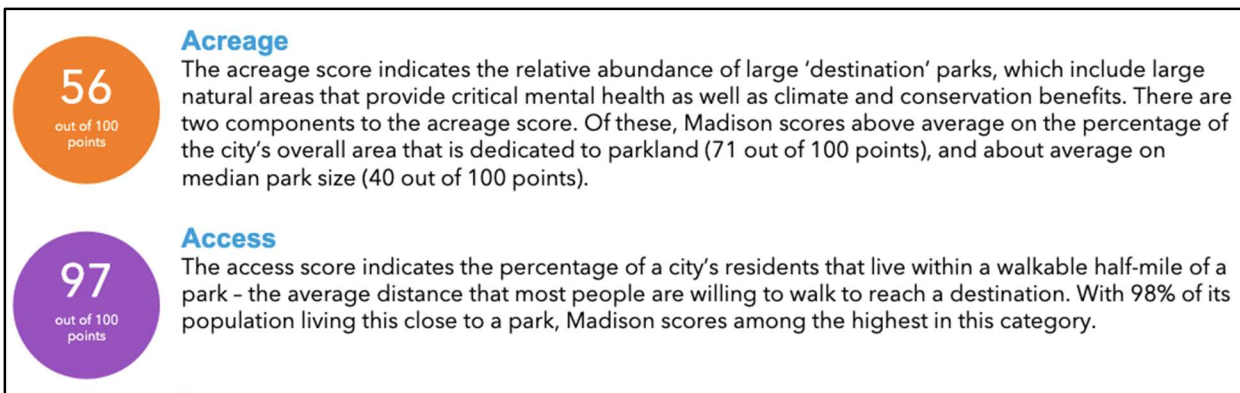 Acreage
56
out of 100
points
The acreage score indicates the relative abundance of large ‘destination’ parks, which include large
natural areas that provide critical mental health as well as climate and conservation benefits. There are
two components to the acreage score. Of these, Madison scores above average on the percentage of
the city’s overall area that is dedicated to parkland (71 out of 100 points), and about average on
median park size (40 out of 100 points).
Access
97
out of 100
points
The access score indicates the percentage of a city’s residents that live within a walkable half-mile of a
park – the average distance that most people are willing to walk to reach a destination. With 98% of its
population living this close to a park, Madison scores among the highest in this category.